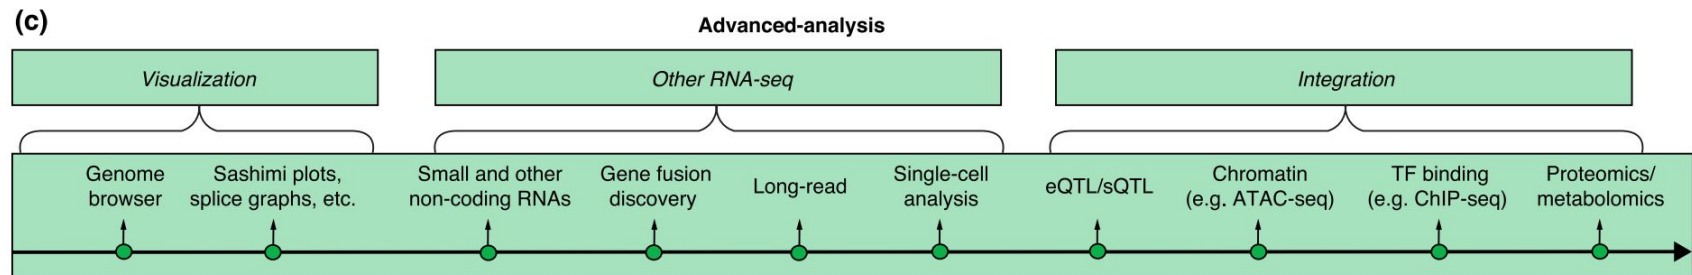 (c)
Advanced-analysis
Visualization
Other RNA-seq
Integration
Genome
browser
Sashimi plots,
splice graphs, etc.
Small and other
non-coding RNAs
Gene fusion
discovery
Long-read
Single-cell
analysis
eQTL/sQTL
Chromatin
(e.g. ATAC-seq)
TF binding
(e.g. ChIP-seq)
Proteomics/
metabolomics